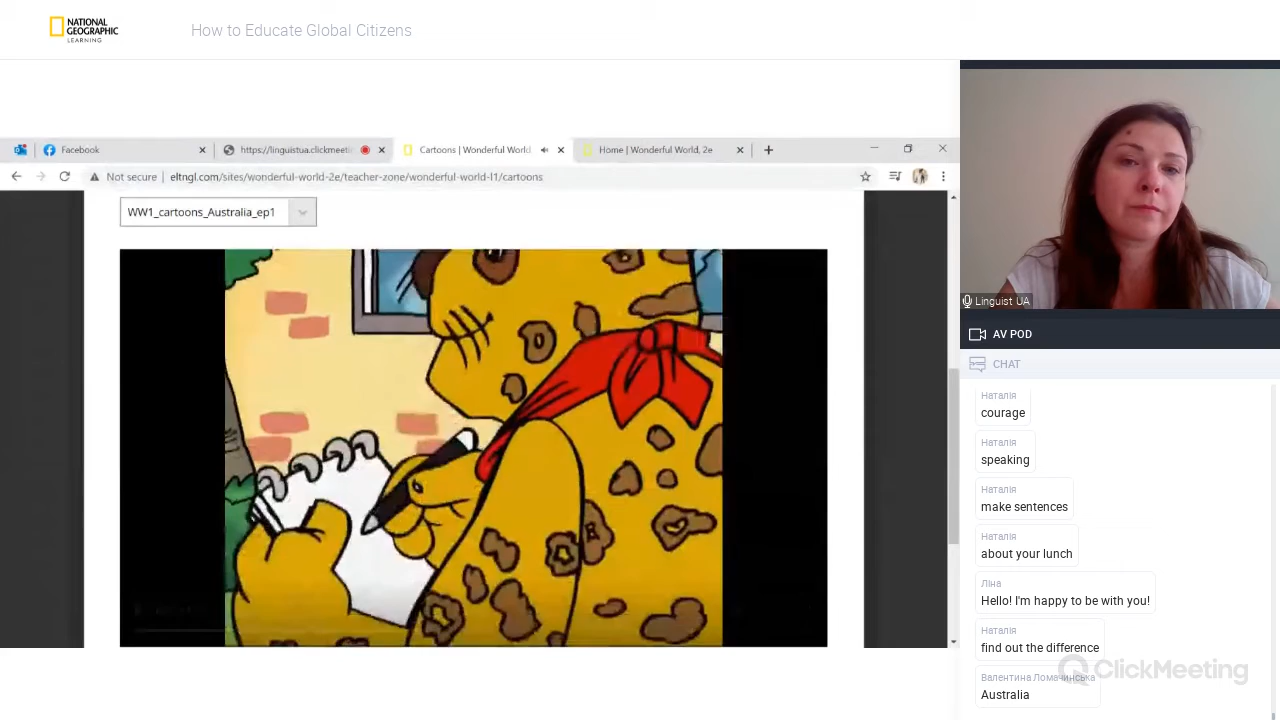 NATIONAL
GEOGRAPHIC
LEARNING
How to Educate Global Citizens
Facebook
https://linguistua.clickmeetin
Cartoons | Wonderful World
Home | Wonderful World, 2e
Not secure | eltngl.com/sites/wonderful-world-2e/teacher-zone/wonderful-world-l1/cartoons
WW1_cartoons_Australia_ep1
Linguist UA
AV POD
CHAT
Наталія
courage
Наталія
speaking
Наталія
make sentences
Наталія
about your lunch
Ліна
Hello! I'm happy to be with you!
Наталія
find out the difference
Валентина Ломачинська
Australia
ClickMeeting